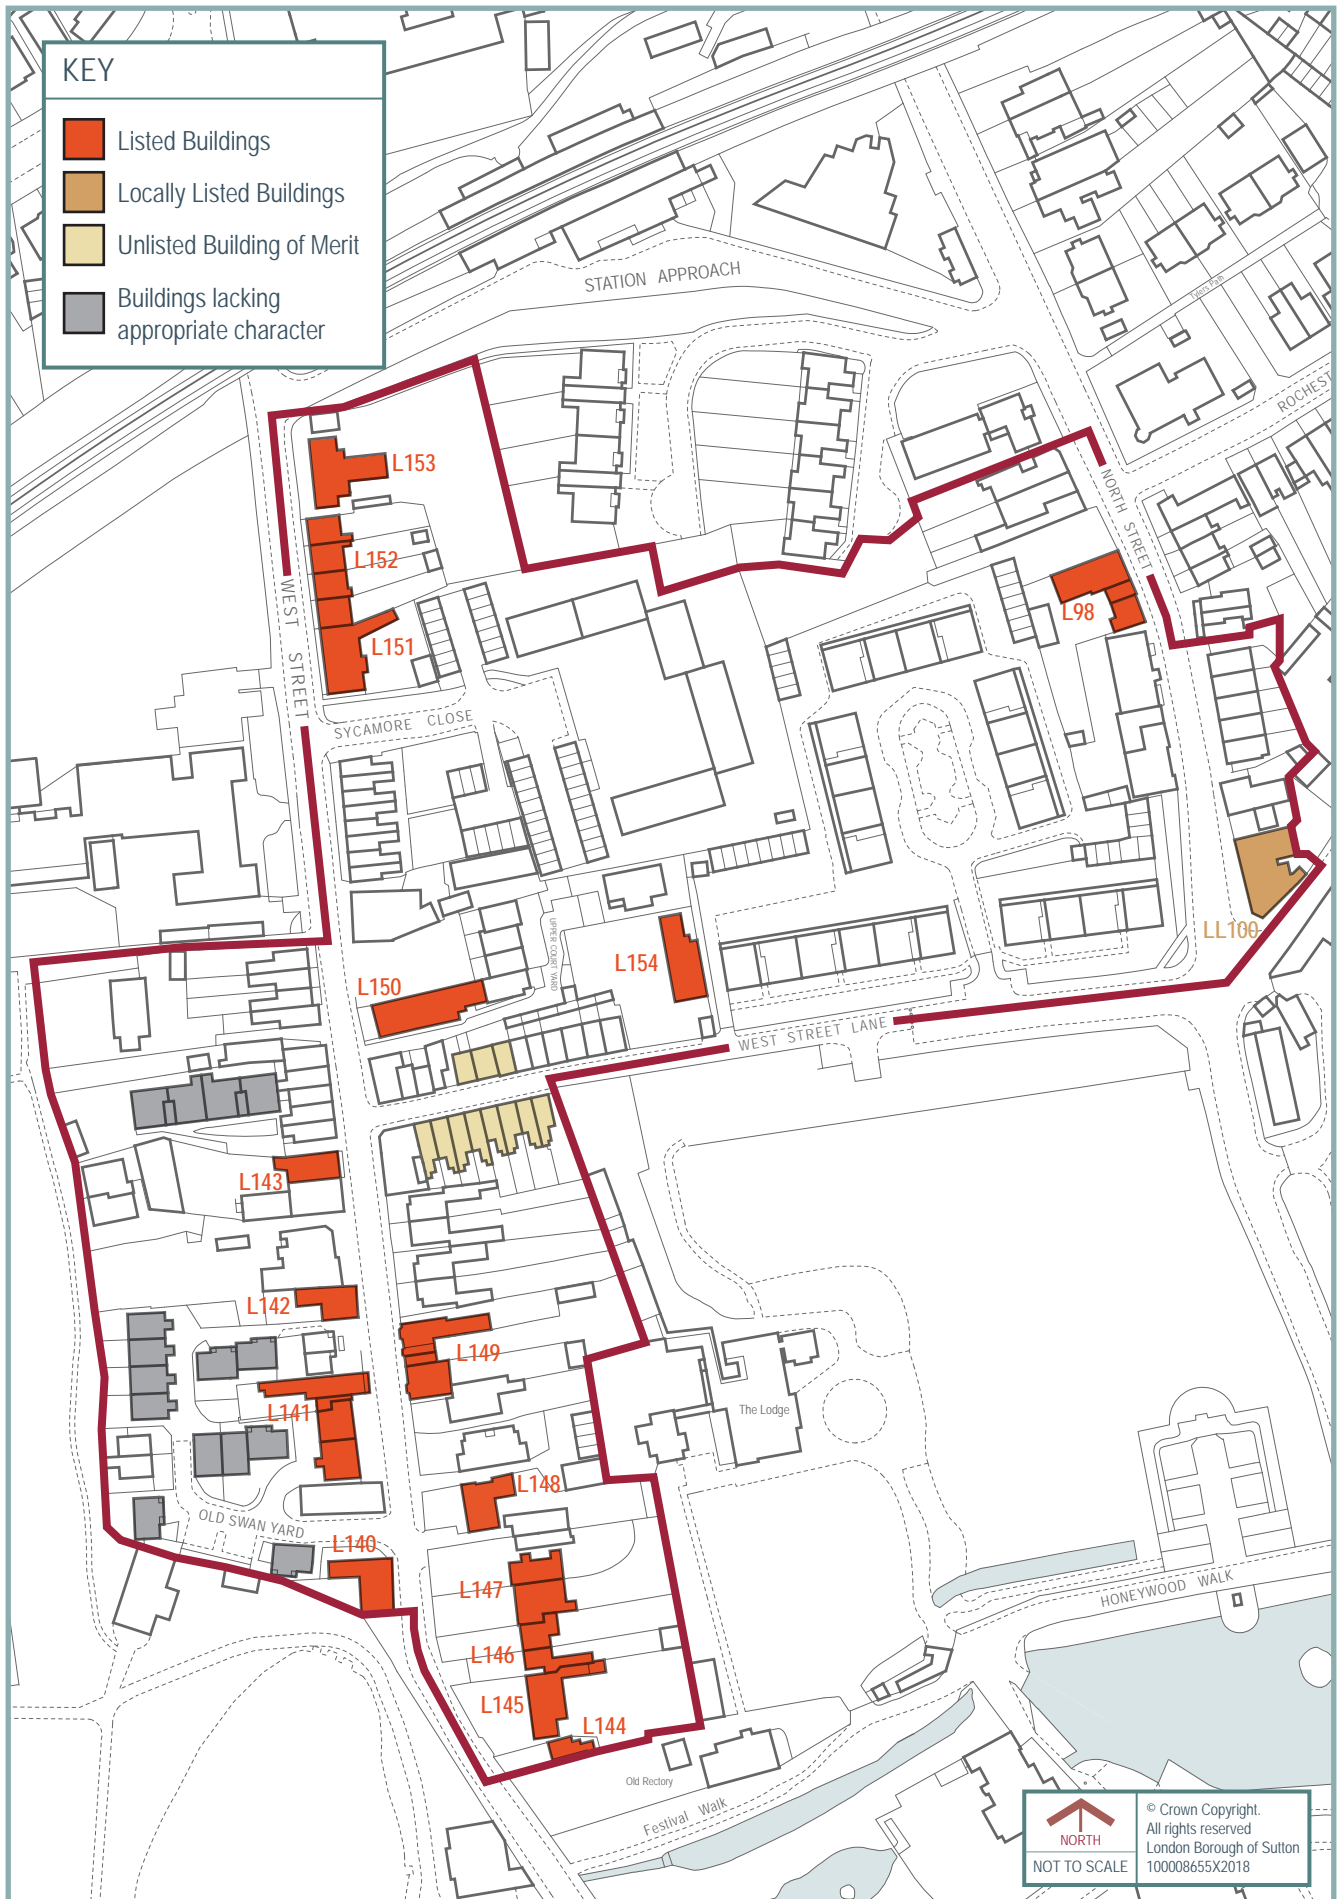 KEY
Listed Buildings
Locally Listed Buildings
Unlisted Building of Merit
Buildings lacking
appropriate character
STATION APPROACH
Tylers Path
ROCHEST
NORTH STREET
L153
L152
L151
WEST STREET
SYCAMORE CLOSE
L98
LL100
UPPER COURT YARD
L154
L150
WEST STREET LANE
L143
L142
L149
L141
The Lodge
L148
OLD SWAN YARD
L140
L147
HONEYWOOD WALK
L146
L145
L144
Old Rectory
Festival Walk
NORTH
NOT TO SCALE
© Crown Copyright.
All rights reserved
London Borough of Sutton
100008655X2018